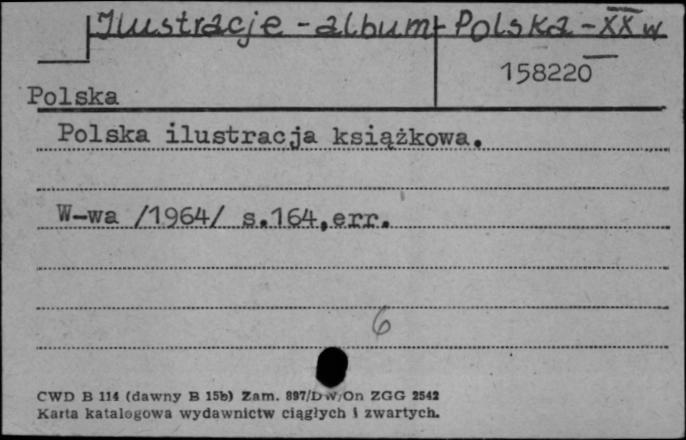 Ilustracje - album - Polska - XX w
158220
Polska
Polska ilustracja książkowa.
W-wa /1964/ s.164,err.
6
CWD B 114 (dawny B 15b) Zam. 897/DW/On ZGG 2542
Karta katalogowa wydawnictw ciągłych i zwartych.